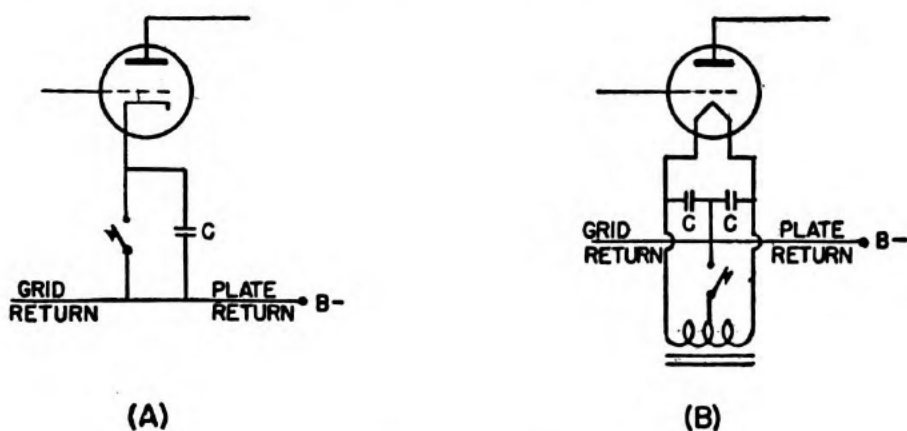 C
GRID
RETURN
PLATE
RETURN
B-
(A)
C
C
GRID
RETURN
PLATE
RETURN
B-
(B)